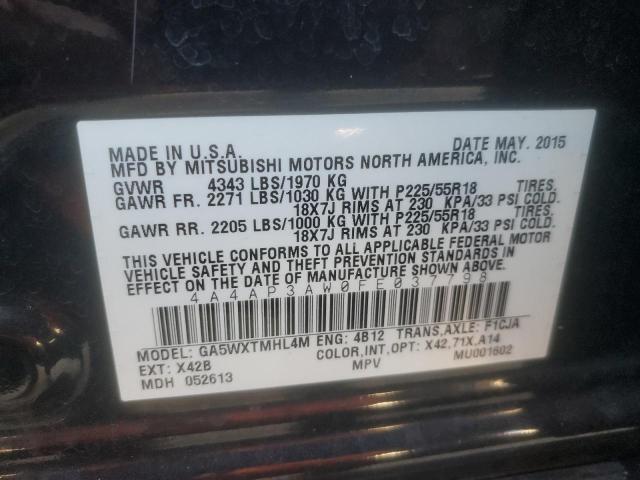 MADE IN U.S.A. DATE MAY. 2015
MFD BY MITSUBISHI MOTORS NORTH AMERICA, INC.
GVWR 4343 LBS/1970 KG
GAWR FR. 2271 LBS/1030 KG WITH P225/55R18 TIRES,
18X7J RIMS AT 230 KPA/33 PSI COLD.
GAWR RR. 2205 LBS/1000 KG WITH P225/55R18 TIRES,
18X7J RIMS AT 230 KPA/33 PSI COLD.
THIS VEHICLE CONFORMS TO ALL APPLICABLE FEDERAL MOTOR
VEHICLE SAFETY AND THEFT PREVENTION STANDARDS IN
EFFECT ON THE DATE OF MANUFACTURE SHOWN ABOVE.
4A4AP3AW0FE037798
MODEL: GA5WXTMHL4M ENG: 4B12 TRANS,AXLE: F1CJA
EXT: X42B COLOR,INT,OPT: X42,71X,A14
MDH 052613 MPV MU001602